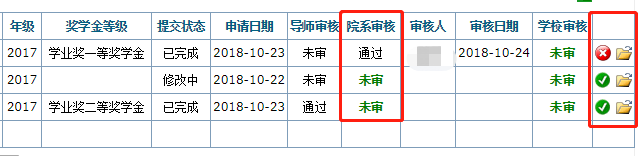 年级 奖学金等级 提交状态 申请日期 导师审核 院系审核 审核人 审核日期 学校审核
2017 学业奖一等奖学金 已完成 2018-10-23 未审 通过 2018-10-24 未审
2017 修改中 2018-10-22 未审 未审 未审
2017 学业奖二等奖学金 已完成 2018-10-23 通过 未审 未审